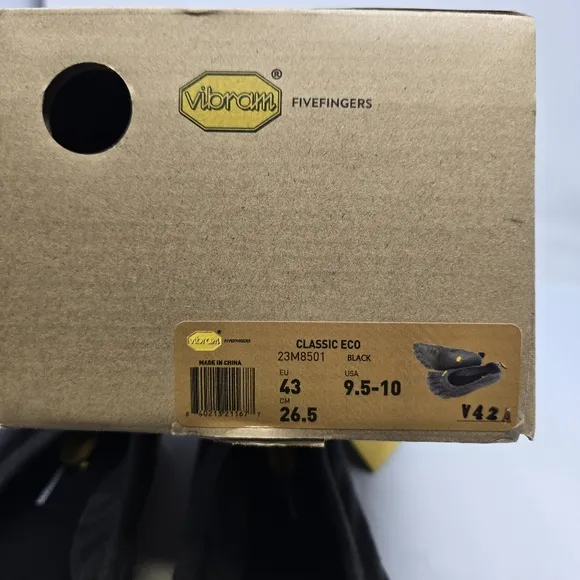 vibram®
FIVEFINGERS
vibram FIVEFINGERS
CLASSIC ECO
23M8501 BLACK
MADE IN CHINA
EU USA
43 9.5-10
CM
26.5
V42A